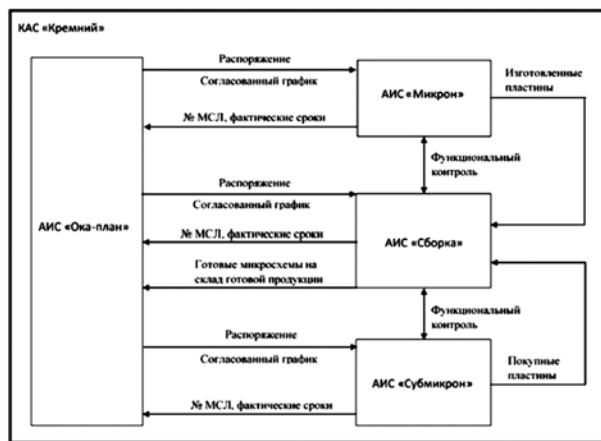 КАС «Кремний»
Распоряжение
Согласованный график
АИС «Микрон»
Изготовленные
пластины
№ МСЛ, фактические сроки
Функциональный
контроль
Распоряжение
Согласованный график
АИС «Ока-план»
№ МСЛ, фактические сроки
АИС «Сборка»
Готовые микросхемы на
склад готовой продукции
Функциональный
контроль
Распоряжение
Согласованный график
АИС «Субмикрон»
Покупные
пластины
№ МСЛ, фактические сроки